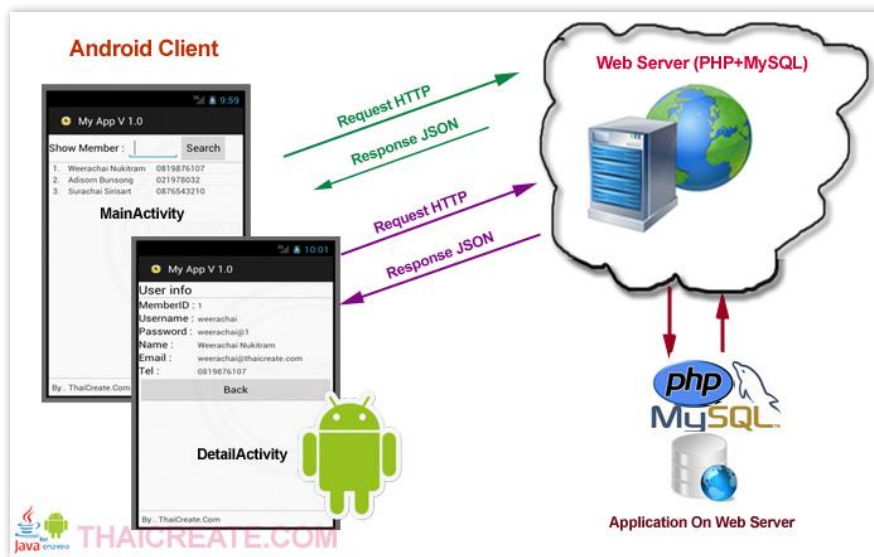 Android Client
Web Server (PHP+MySQL)
9:59
My App V 1.0
Show Member :
Search
1. Weerachai Nukitram 0819876107
2. Adisorn Bunsong 021978032
3. Surachai Sirisart 0876543210
MainActivity
By.. ThaiCreate.Com
Request HTTP
Response JSON
Request HTTP
Response JSON
10:01
My App V 1.0
User info
MemberID : 1
Username : weerachai
Password : weerachai@1
Name : Weerachai Nukitram
Email : weerachai@thaicreate.com
Tel : 0819876107
Back
DetailActivity
By.. ThaiCreate.Com
php
MySQL
Application On Web Server
Java for ANDROID
THAICREATE.COM